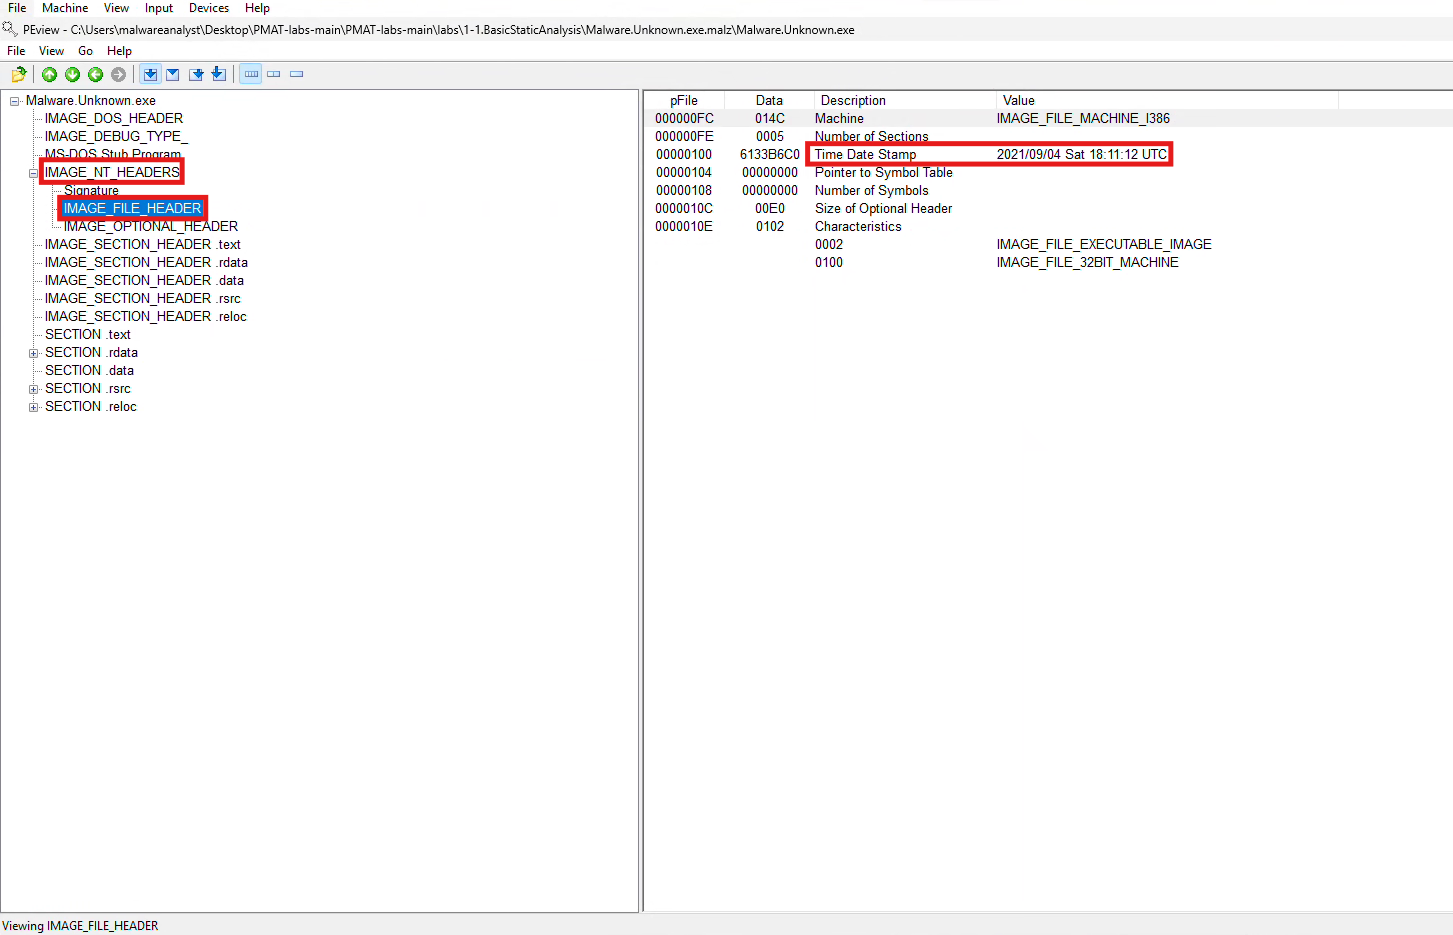 File Machine View Input Devices Help
PEview - C:\Users\malwareanalyst\Desktop\PMAT-labs-main\PMAT-labs-main\labs\1-1.BasicStaticAnalysis\Malware.Unknown.exe.malz\Malware.Unknown.exe
File View Go Help
Malware.Unknown.exe
IMAGE_DOS_HEADER
IMAGE_DEBUG_TYPE_
MS-DOS Stub Program
IMAGE_NT_HEADERS
Signature
IMAGE_FILE_HEADER
IMAGE_OPTIONAL_HEADER
IMAGE_SECTION_HEADER .text
IMAGE_SECTION_HEADER .rdata
IMAGE_SECTION_HEADER .data
IMAGE_SECTION_HEADER .rsrc
IMAGE_SECTION_HEADER .reloc
SECTION .text
SECTION .rdata
SECTION .data
SECTION .rsrc
SECTION .reloc
pFile Data Description Value
000000FC 014C Machine IMAGE_FILE_MACHINE_I386
000000FE 0005 Number of Sections
00000100 6133B6C0 Time Date Stamp 2021/09/04 Sat 18:11:12 UTC
00000104 00000000 Pointer to Symbol Table
00000108 00000000 Number of Symbols
0000010C 00E0 Size of Optional Header
0000010E 0102 Characteristics
0002 IMAGE_FILE_EXECUTABLE_IMAGE
0100 IMAGE_FILE_32BIT_MACHINE
Viewing IMAGE_FILE_HEADER